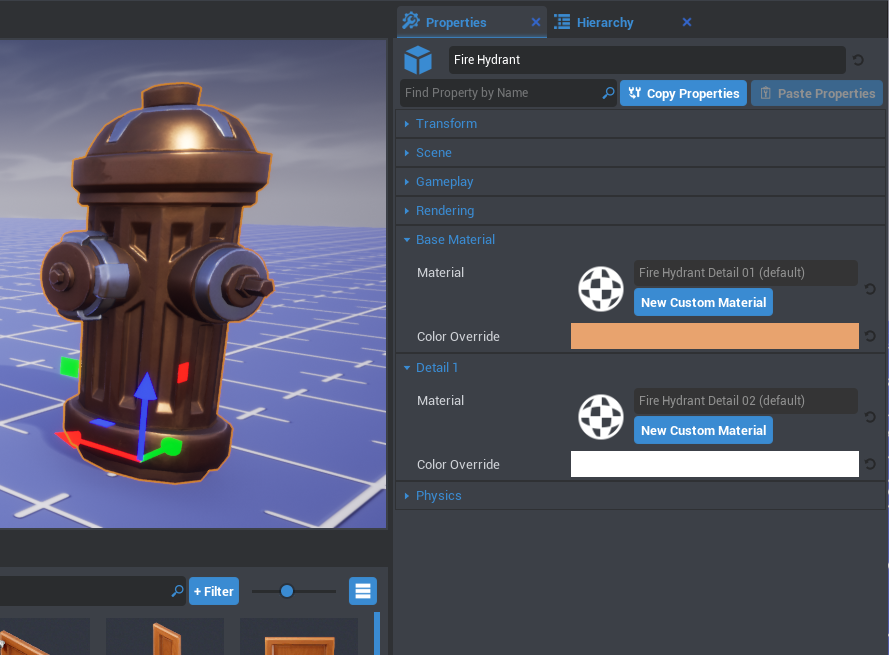 Properties
Hierarchy
Fire Hydrant
Find Property by Name
Copy Properties
Paste Properties
Transform
Scene
Gameplay
Rendering
Base Material
Material
Fire Hydrant Detail 01 (default)
New Custom Material
Color Override
Detail 1
Material
Fire Hydrant Detail 02 (default)
New Custom Material
Color Override
Physics
+ Filter